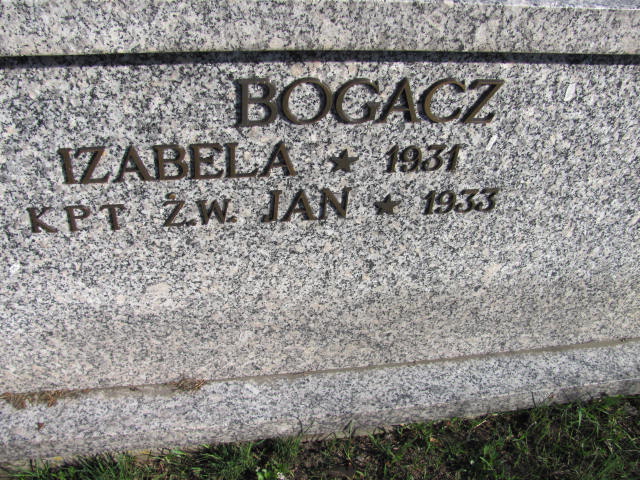 BOGACZ
IZABELA ★ 1931
KPT Ż.W. JAN ★ 1933